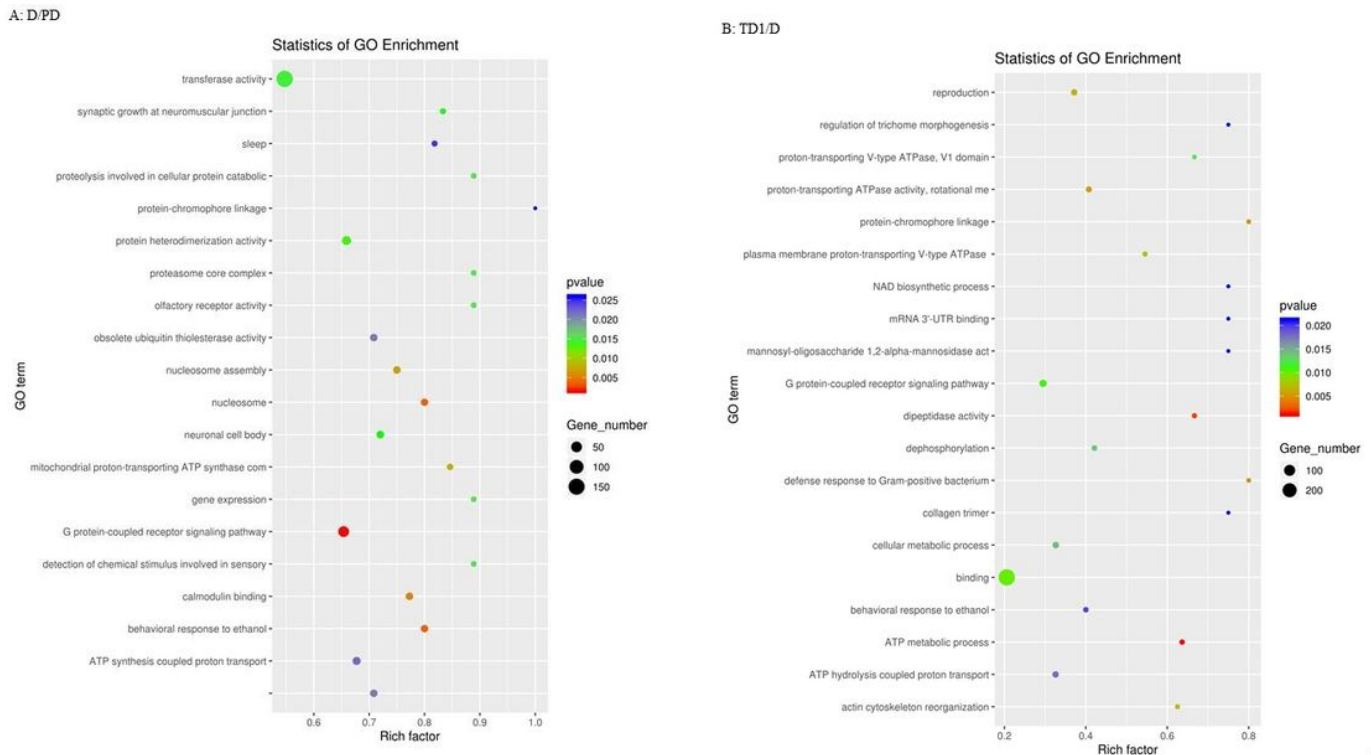 A: D/PD
Statistics of GO Enrichment
transferase activity
synaptic growth at neuromuscular junction
sleep
proteolysis involved in cellular protein catabolic
protein-chromophore linkage
protein heterodimerization activity
proteasome core complex
olfactory receptor activity
obsolete ubiquitin thiolesterase activity
nucleosome assembly
nucleosome
neuronal cell body
mitochondrial proton-transporting ATP synthase com
gene expression
G protein-coupled receptor signaling pathway
detection of chemical stimulus involved in sensory
calmodulin binding
behavioral response to ethanol
ATP synthesis coupled proton transport
GO term
0.6 0.7 0.8 0.9 1.0
Rich factor
pvalue
0.025
0.020
0.015
0.010
0.005
Gene_number
50
100
150
B: TD1/D
Statistics of GO Enrichment
reproduction
regulation of trichome morphogenesis
proton-transporting V-type ATPase, V1 domain
proton-transporting ATPase activity, rotational me
protein-chromophore linkage
plasma membrane proton-transporting V-type ATPase
NAD biosynthetic process
mRNA 3'-UTR binding
mannosyl-oligosaccharide 1,2-alpha-mannosidase act
G protein-coupled receptor signaling pathway
dipeptidase activity
dephosphorylation
defense response to Gram-positive bacterium
collagen trimer
cellular metabolic process
binding
behavioral response to ethanol
ATP metabolic process
ATP hydrolysis coupled proton transport
actin cytoskeleton reorganization
GO term
0.2 0.4 0.6 0.8
Rich factor
pvalue
0.020
0.015
0.010
0.005
Gene_number
100
200